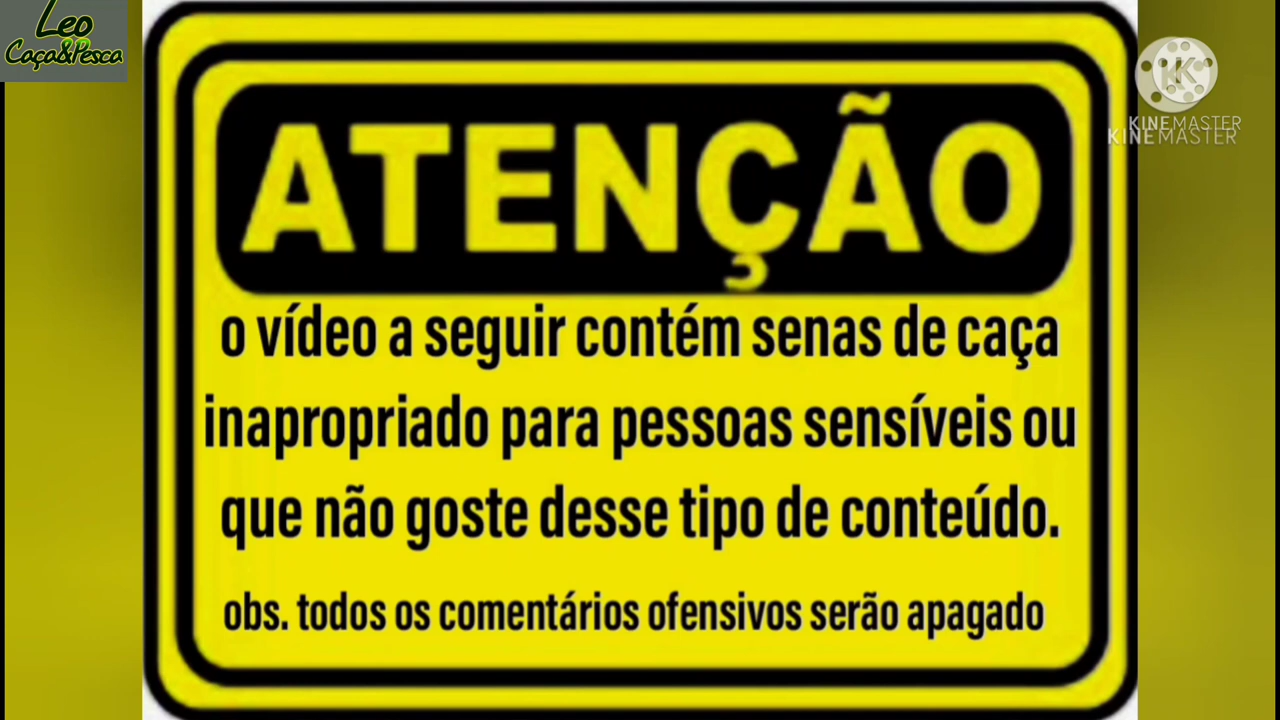 Leo
Caça&Pesca
KINEMASTER
KINEMASTER
ATENÇÃO
o vídeo a seguir contém senas de caça
inapropriado para pessoas sensíveis ou
que não goste desse tipo de conteúdo.
obs. todos os comentários ofensivos serão apagado